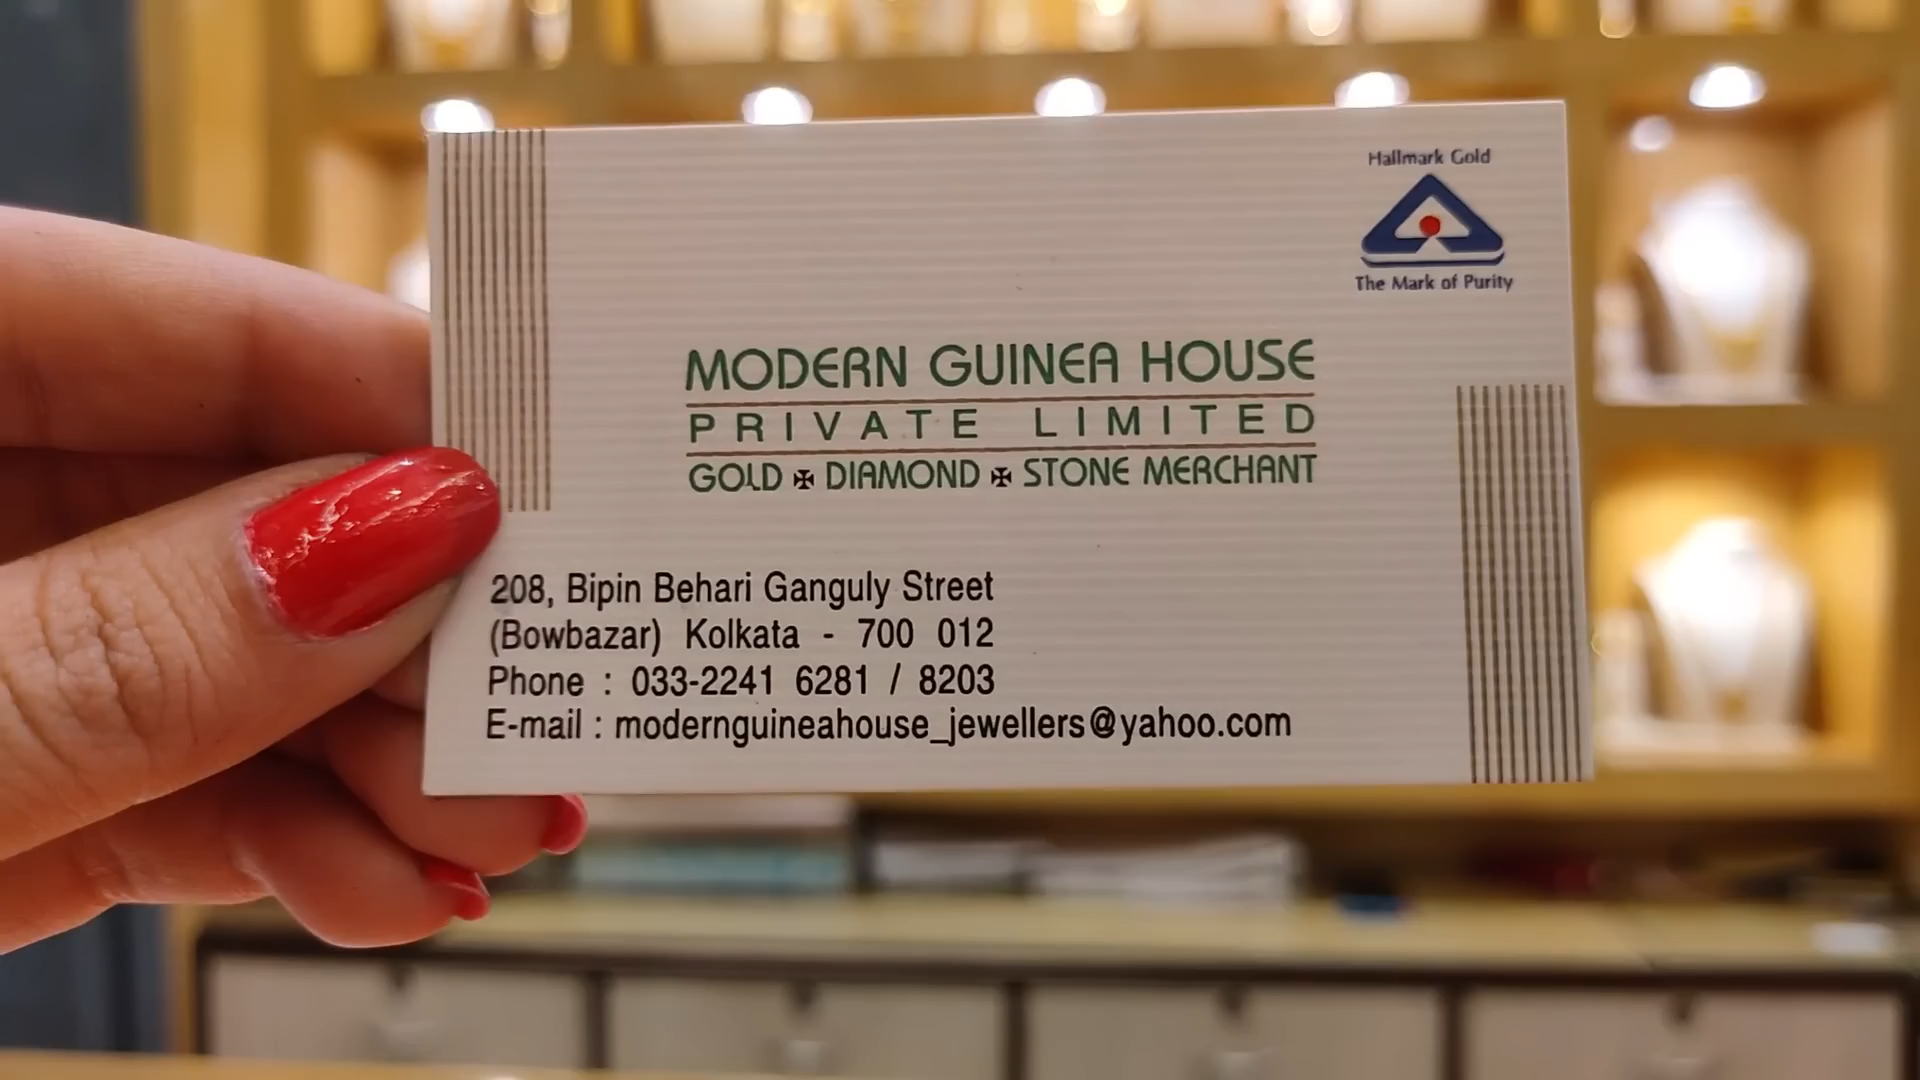 Hallmark Gold
The Mark of Purity
MODERN GUINEA HOUSE
PRIVATE LIMITED
GOLD ✠ DIAMOND ✠ STONE MERCHANT
208, Bipin Behari Ganguly Street
(Bowbazar) Kolkata - 700 012
Phone : 033-2241 6281 / 8203
E-mail : modernguineahouse_jewellers@yahoo.com